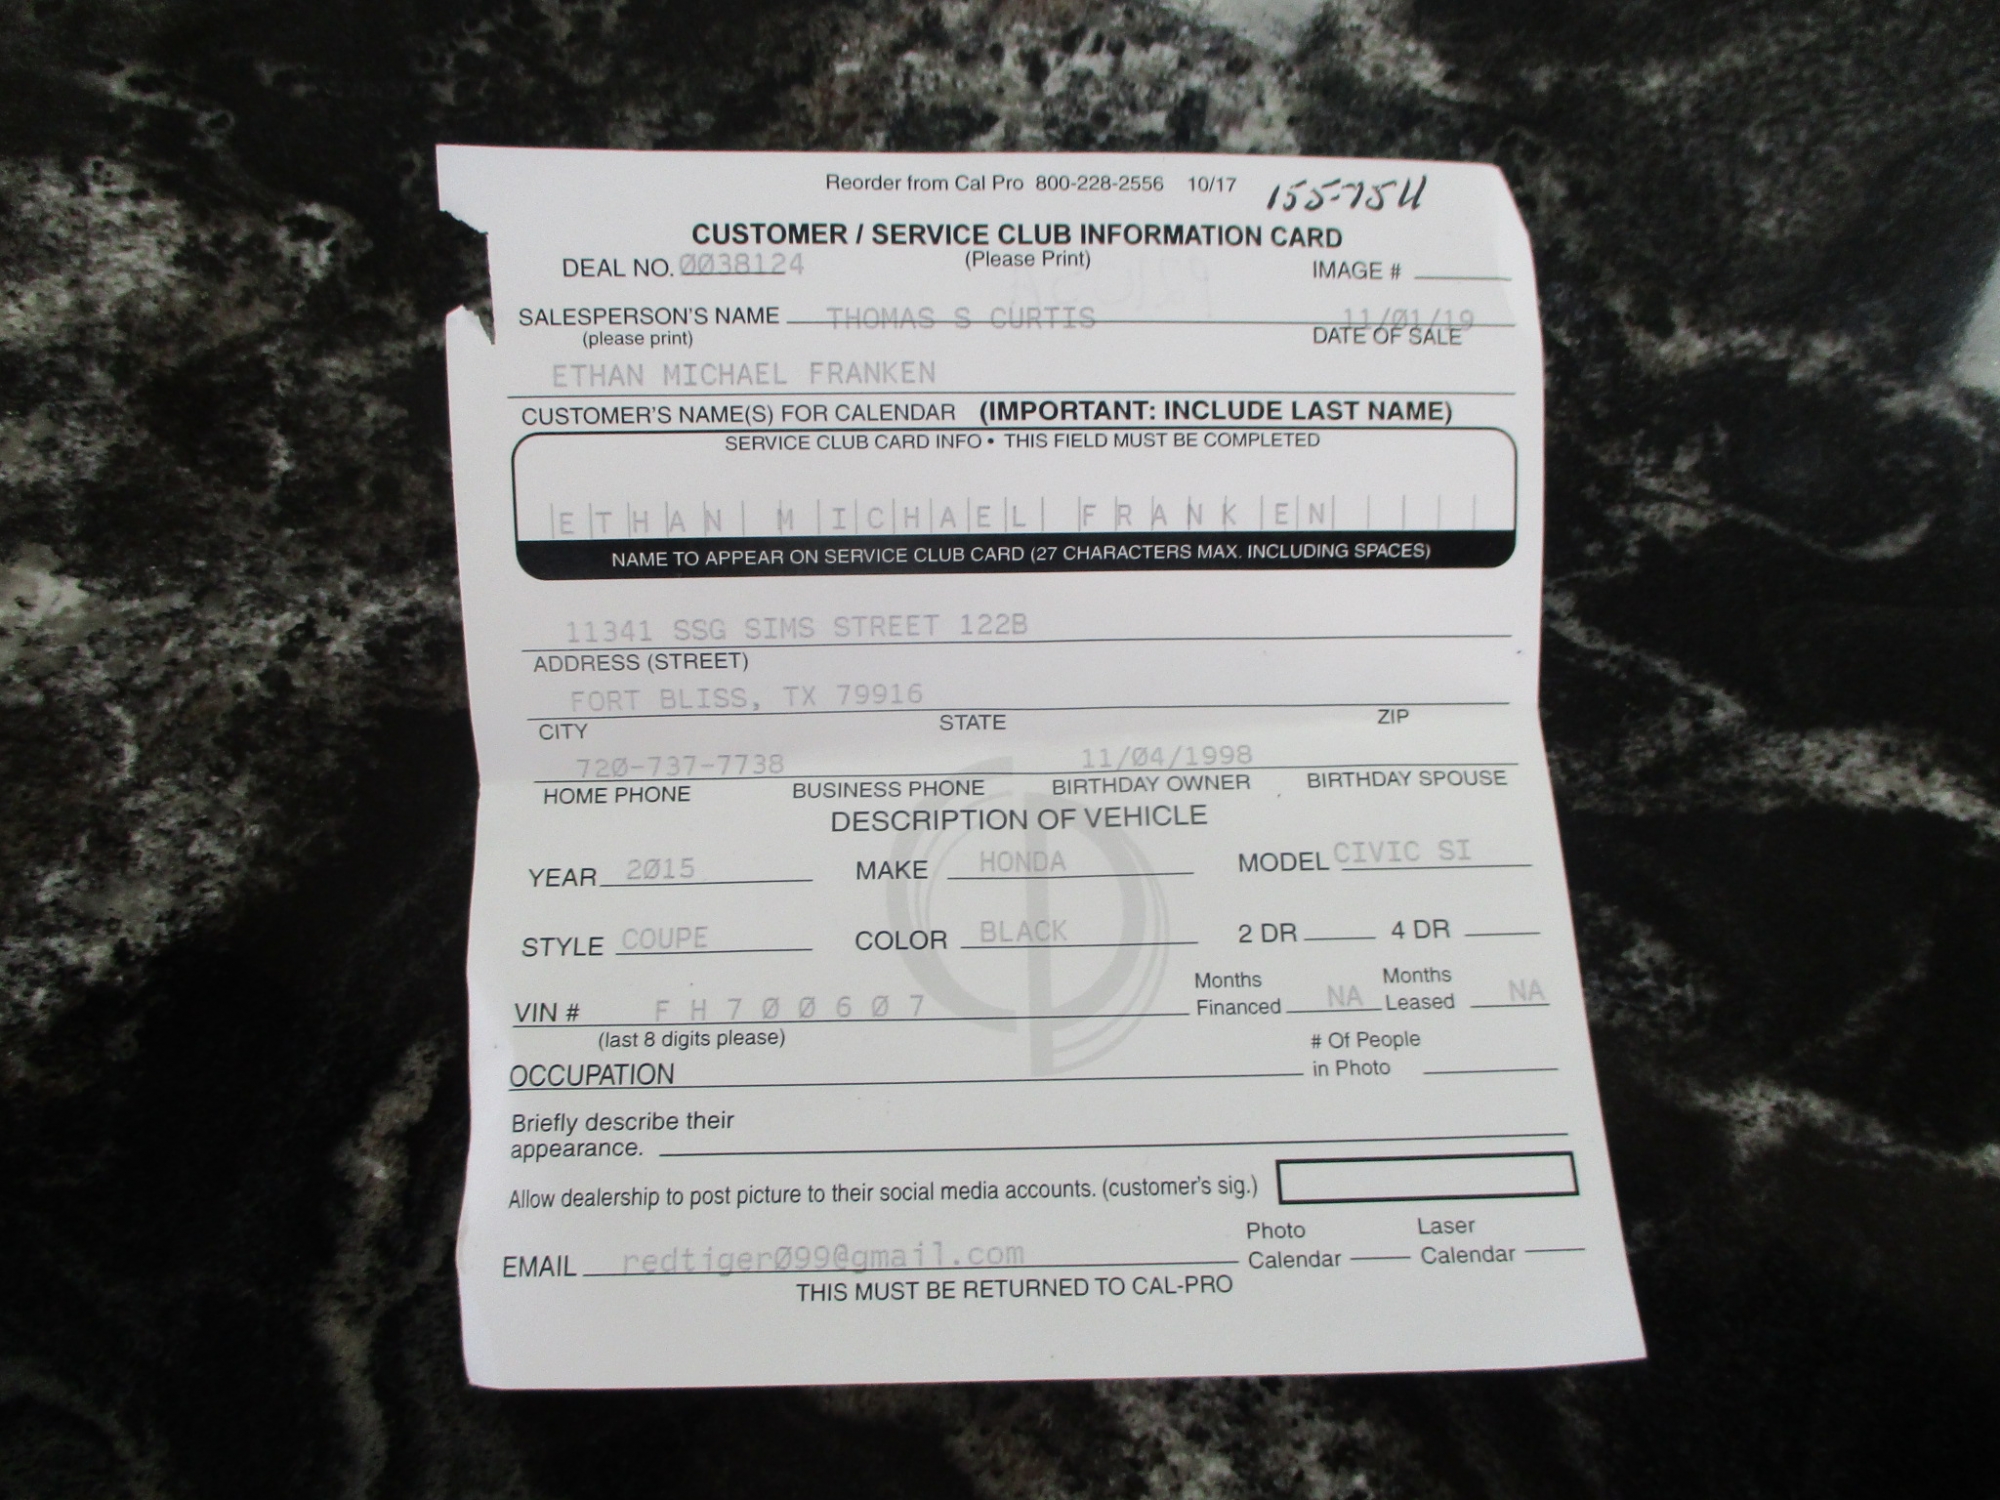 Reorder from Cal Pro 800-228-2556 10/17 155-75U
CUSTOMER / SERVICE CLUB INFORMATION CARD
(Please Print)
DEAL NO. 0038124 IMAGE #
SALESPERSON'S NAME THOMAS S CURTIS 11/01/19
(please print) DATE OF SALE
ETHAN MICHAEL FRANKEN
CUSTOMER'S NAME(S) FOR CALENDAR (IMPORTANT: INCLUDE LAST NAME)
SERVICE CLUB CARD INFO • THIS FIELD MUST BE COMPLETED
ETHAN MICHAEL FRANKEN
NAME TO APPEAR ON SERVICE CLUB CARD (27 CHARACTERS MAX. INCLUDING SPACES)
11341 SSG SIMS STREET 122B
ADDRESS (STREET)
FORT BLISS, TX 79916
CITY STATE ZIP
720-737-7738 11/04/1998
HOME PHONE BUSINESS PHONE BIRTHDAY OWNER BIRTHDAY SPOUSE
DESCRIPTION OF VEHICLE
YEAR 2015 MAKE HONDA MODEL CIVIC SI
STYLE COUPE COLOR BLACK 2 DR 4 DR
Months Months
VIN # F H 7 0 0 6 0 7 Financed NA Leased NA
(last 8 digits please) # Of People
OCCUPATION in Photo
Briefly describe their
appearance.
Allow dealership to post picture to their social media accounts. (customer's sig.)
Photo Laser
EMAIL redtiger099@gmail.com Calendar Calendar
THIS MUST BE RETURNED TO CAL-PRO